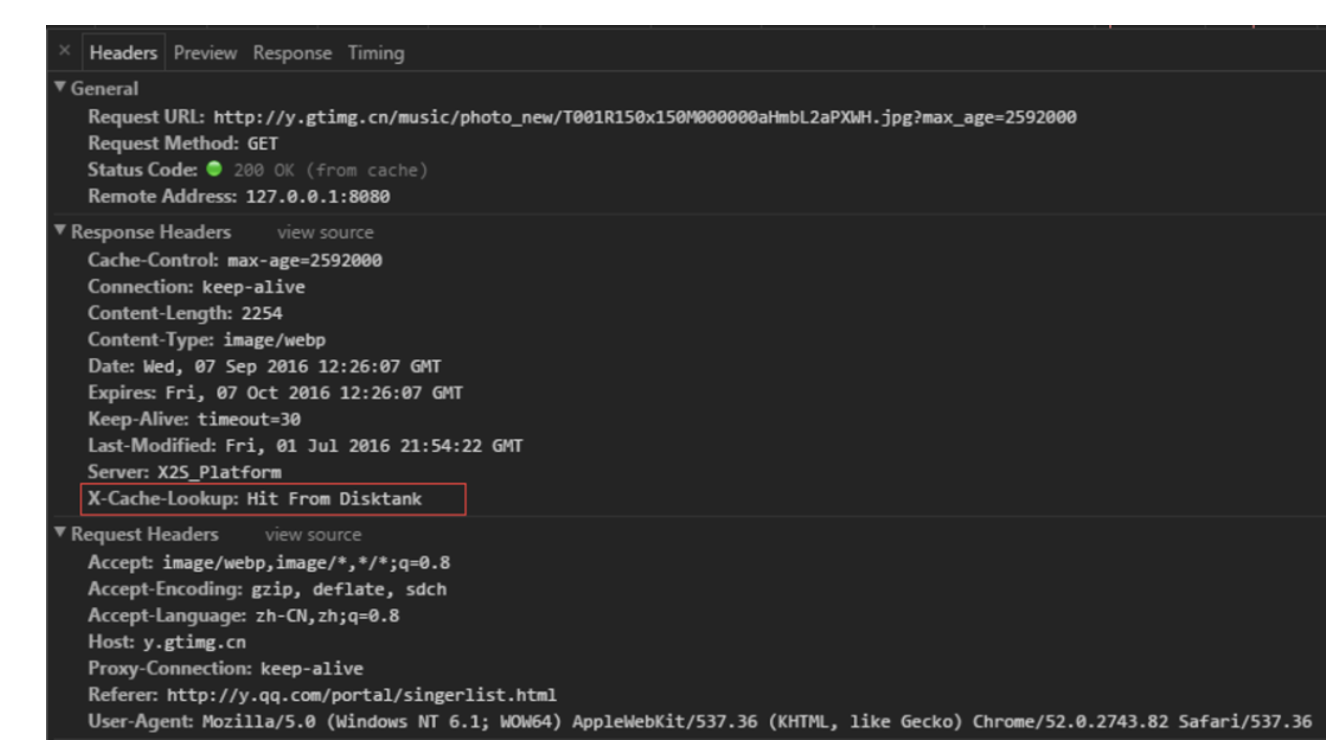 × Headers Preview Response Timing
▼ General
Request URL: http://y.gtimg.cn/music/photo_new/T001R150x150M000000aHmbL2aPXWH.jpg?max_age=2592000
Request Method: GET
Status Code: 200 OK (from cache)
Remote Address: 127.0.0.1:8080
▼ Response Headers view source
Cache-Control: max-age=2592000
Connection: keep-alive
Content-Length: 2254
Content-Type: image/webp
Date: Wed, 07 Sep 2016 12:26:07 GMT
Expires: Fri, 07 Oct 2016 12:26:07 GMT
Keep-Alive: timeout=30
Last-Modified: Fri, 01 Jul 2016 21:54:22 GMT
Server: X2S_Platform
X-Cache-Lookup: Hit From Disktank
▼ Request Headers view source
Accept: image/webp,image/*,*/*;q=0.8
Accept-Encoding: gzip, deflate, sdch
Accept-Language: zh-CN,zh;q=0.8
Host: y.gtimg.cn
Proxy-Connection: keep-alive
Referer: http://y.qq.com/portal/singerlist.html
User-Agent: Mozilla/5.0 (Windows NT 6.1; WOW64) AppleWebKit/537.36 (KHTML, like Gecko) Chrome/52.0.2743.82 Safari/537.36